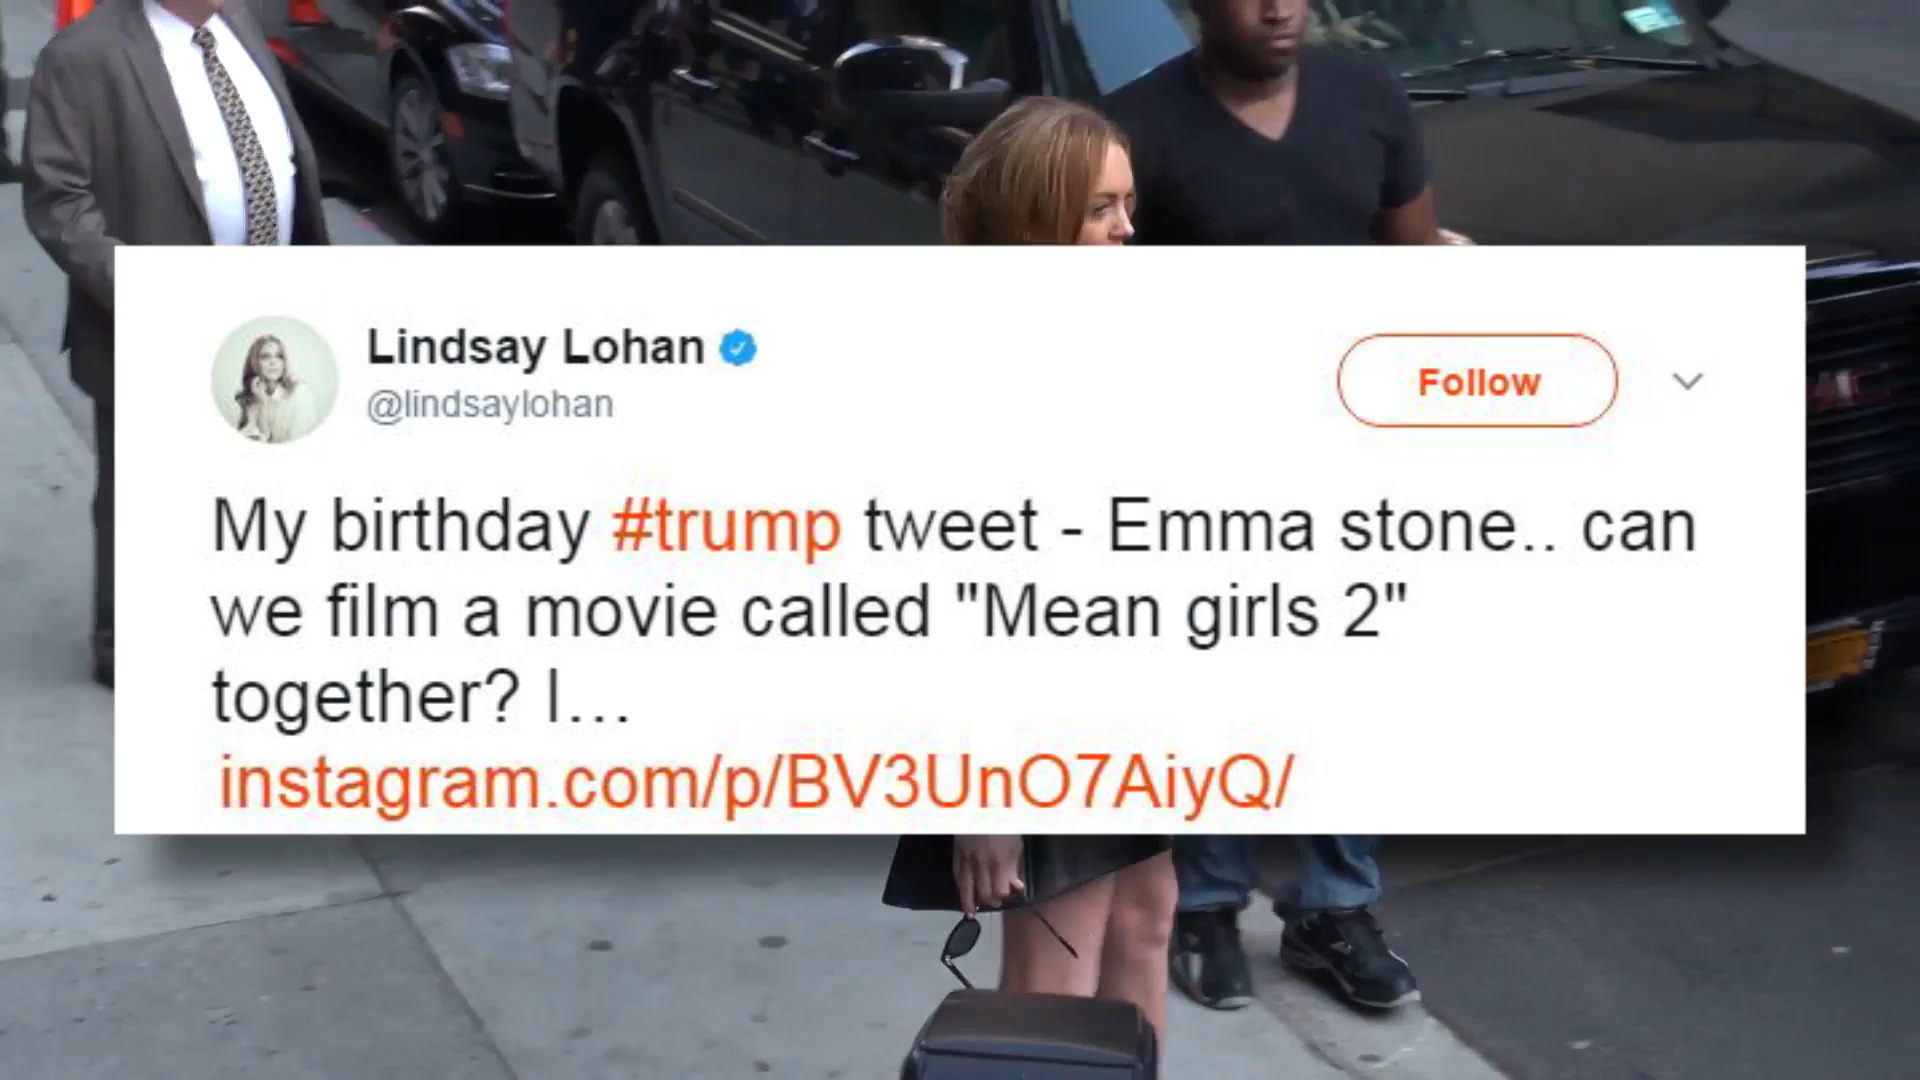 Lindsay Lohan
@lindsaylohan
Follow
My birthday #trump tweet - Emma stone.. can
we film a movie called "Mean girls 2"
together? I...
instagram.com/p/BV3UnO7AiyQ/